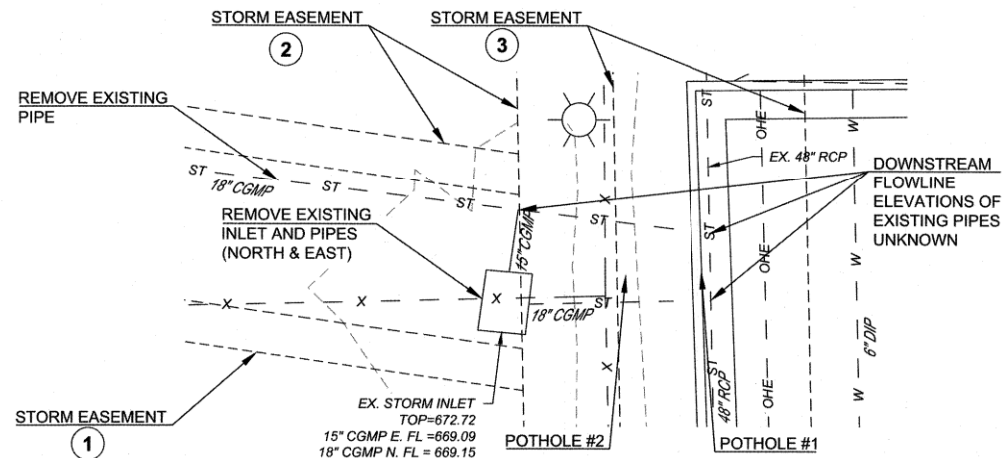 STORM EASEMENT
2
STORM EASEMENT
3
REMOVE EXISTING
PIPE
ST
18" CGMP
ST
ST
ST
REMOVE EXISTING
INLET AND PIPES
(NORTH & EAST)
15" CGMP
X
ST
OHE
W
EX. 48" RCP
DOWNSTREAM
FLOWLINE
ELEVATIONS OF
EXISTING PIPES
UNKNOWN
ST
OHE
W
X
X
X
ST
18" CGMP
X
ST
48" RCP
OHE
6" DIP
W
EX. STORM INLET
TOP=672.72
15" CGMP E. FL =669.09
18" CGMP N. FL = 669.15
STORM EASEMENT
1
POTHOLE #2
POTHOLE #1